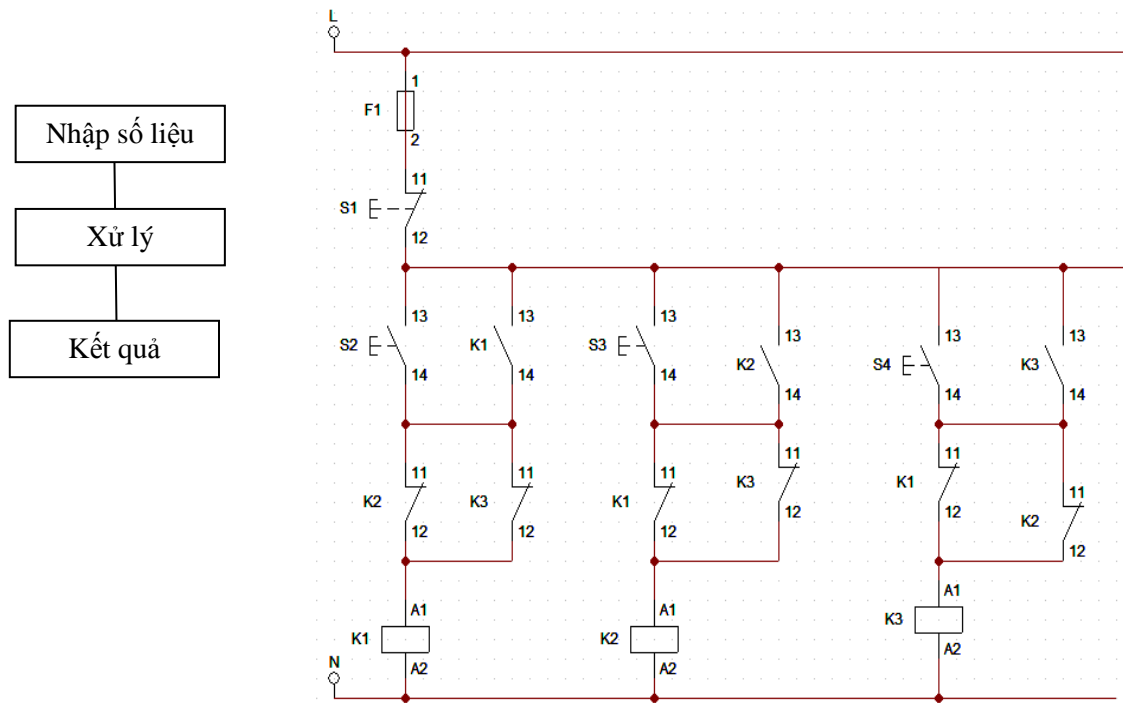 Nhập số liệu
Xử lý
Kết quả
L
1
F1
2
11
S1
12
13 13 13 13 13 13
S2 K1 S3 K2 S4 K3
14 14 14 14 14 14
11 11 11 11 11 11
K2 K3 K1 K3 K1 K2
12 12 12 12 12 12
A1 A1 A1
K1 K2 K3
A2 A2 A2
N